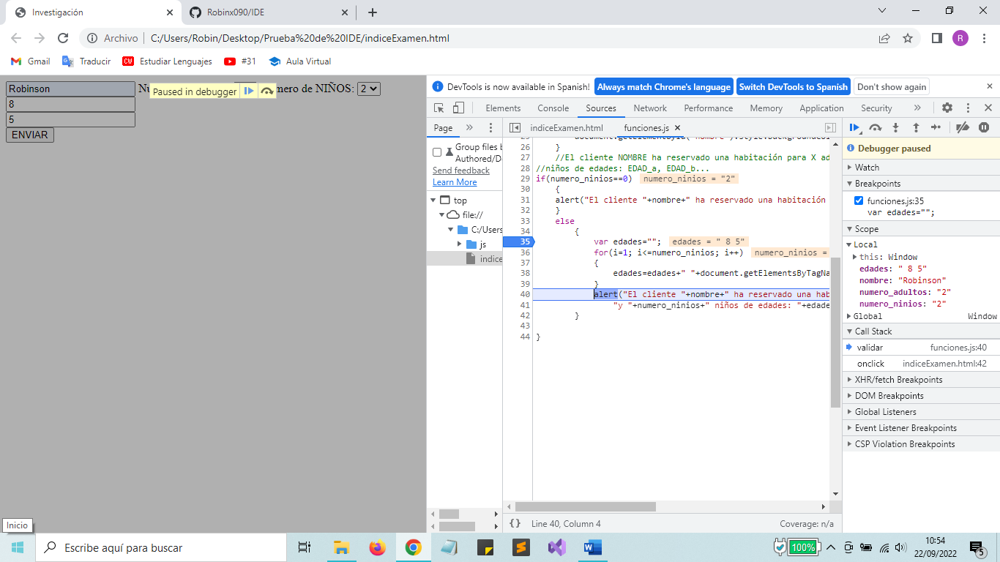 Investigación
Robinx090/IDE
Archivo C:/Users/Robin/Desktop/Prueba%20de%20IDE/indiceExamen.html
R
Gmail Traducir Estudiar Lenguajes #31 Aula Virtual
Robinson Nu Paused in debugger mero de NIÑOS: 2
8
5
ENVIAR
DevTools is now available in Spanish! Always match Chrome's language Switch DevTools to Spanish Don't show again
Elements Console Sources Network Performance Memory Application Security
Page
indiceExamen.html funciones.js
Group files b
Authored/D
Send feedback
Learn More
top
file://
C:/Users
js
indice
26 }
27 //El cliente NOMBRE ha reservado una habitación para X ad
28 //niños de edades: EDAD_a, EDAD_b...
29 if(numero_ninios==0) numero_ninios = "2"
30 {
31 alert("El cliente "+nombre+" ha reservado una habitación
32 }
33 else
34 {
35 var edades=""; edades = " 8 5"
36 for(i=1; i<=numero_ninios; i++) numero_ninios =
37 {
38 edades=edades+" "+document.getElementsByTagNa
39 }
40 alert("El cliente "+nombre+" ha reservado una hab
41 "y "+numero_ninios+" niños de edades: "+edade
42 }
43
44 }
Line 40, Column 4 Coverage: n/a
Debugger paused
Watch
Breakpoints
funciones.js:35
var edades="";
Scope
Local
this: Window
edades: " 8 5"
nombre: "Robinson"
numero_adultos: "2"
numero_ninios: "2"
Global Window
Call Stack
validar funciones.js:40
onclick indiceExamen.html:42
XHR/fetch Breakpoints
DOM Breakpoints
Global Listeners
Event Listener Breakpoints
CSP Violation Breakpoints
Inicio
Escribe aquí para buscar
100%
10:54
22/09/2022
5